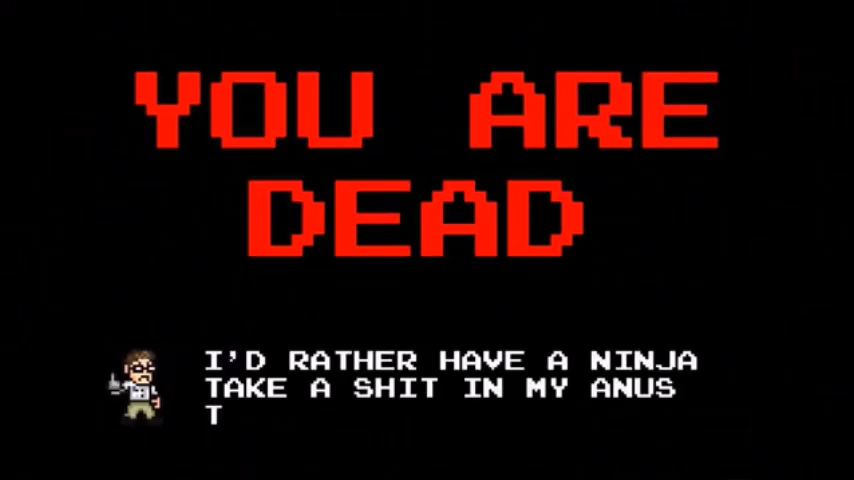 YOU ARE
DEAD
I'D RATHER HAVE A NINJA
TAKE A SHIT IN MY ANUS
T